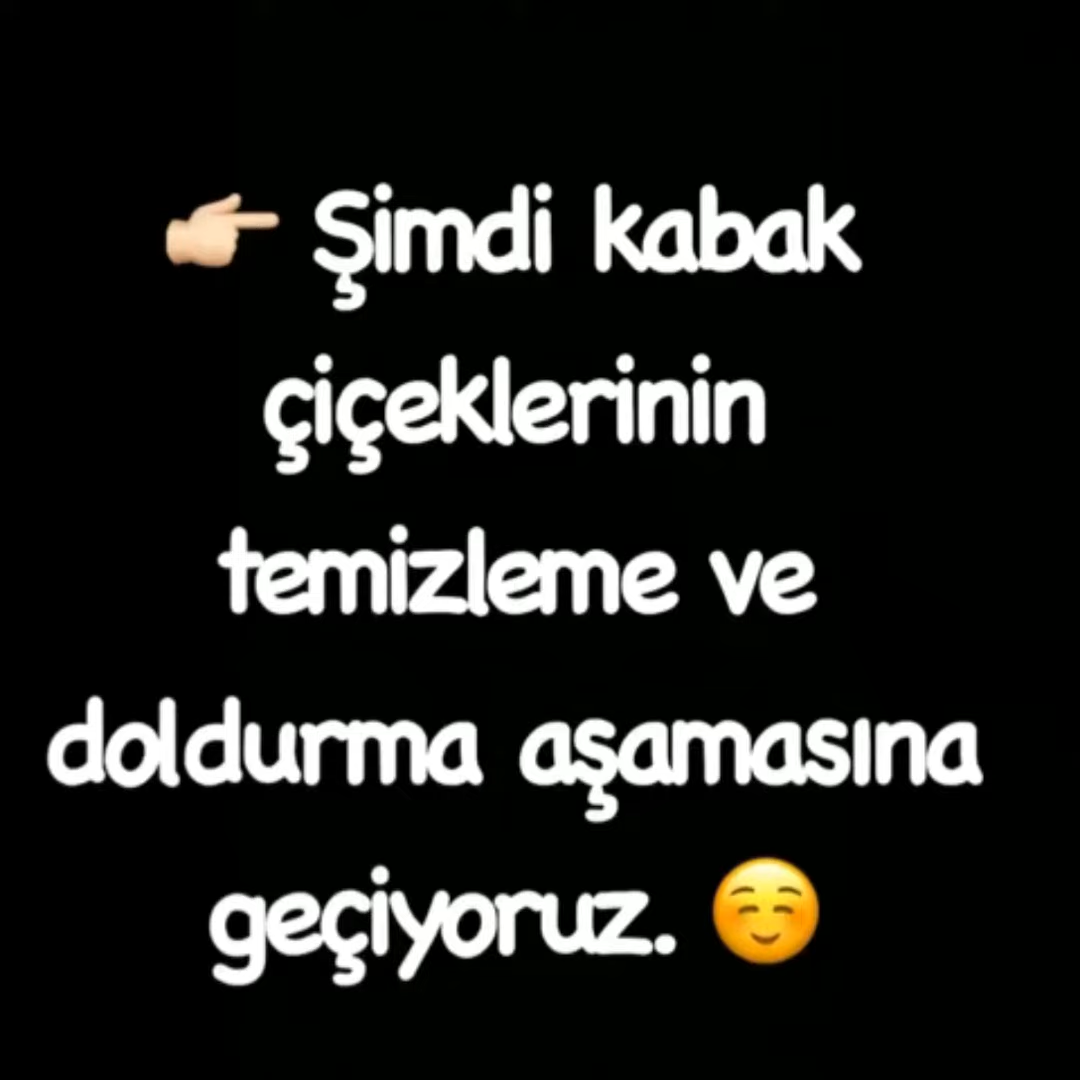 👉🏻 Şimdi kabak
çiçeklerinin
temizleme ve
doldurma aşamasına
geçiyoruz. ☺️